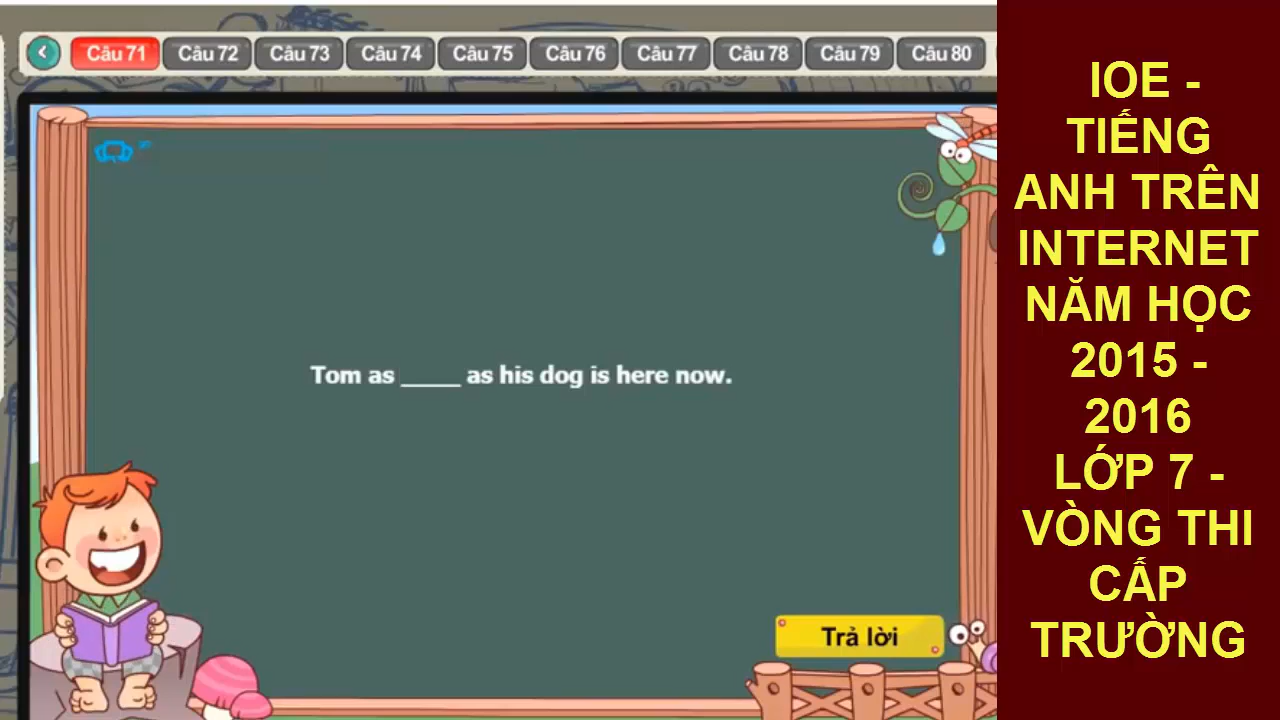 Câu 71 Câu 72 Câu 73 Câu 74 Câu 75 Câu 76 Câu 77 Câu 78 Câu 79 Câu 80
Tom as _____ as his dog is here now.
Trả lời
IOE -
TIẾNG
ANH TRÊN
INTERNET
NĂM HỌC
2015 -
2016
LỚP 7 -
VÒNG THI
CẤP
TRƯỜNG